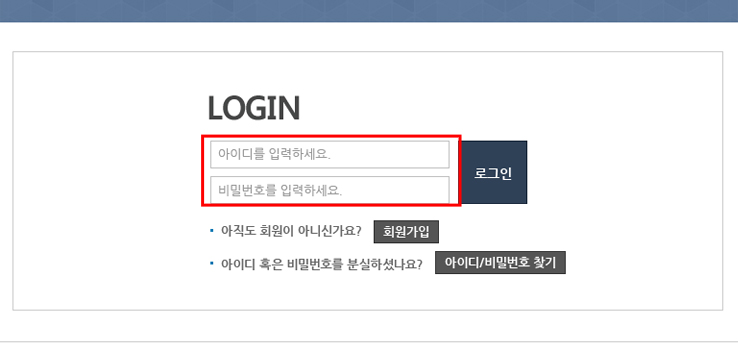 LOGIN
아이디를 입력하세요.
비밀번호를 입력하세요.
로그인
아직도 회원이 아니신가요? 회원가입
아이디 혹은 비밀번호를 분실하셨나요? 아이디/비밀번호 찾기